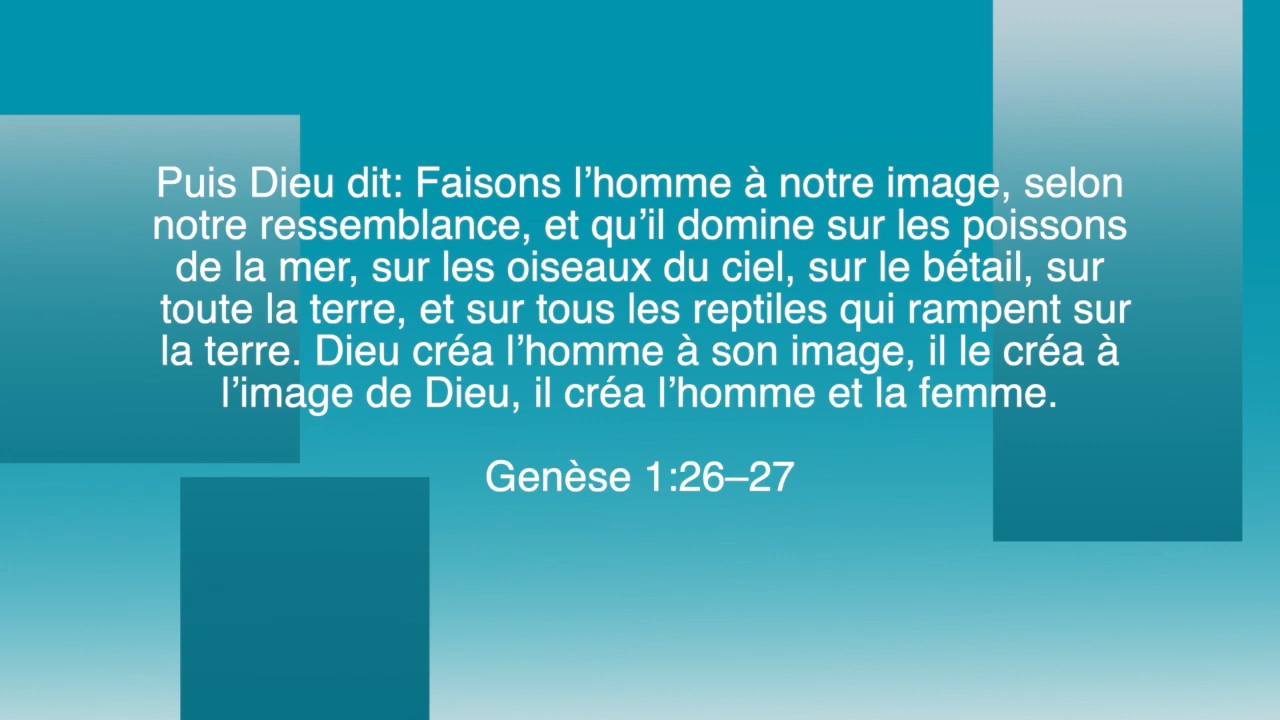 Puis Dieu dit: Faisons l’homme à notre image, selon
notre ressemblance, et qu’il domine sur les poissons
de la mer, sur les oiseaux du ciel, sur le bétail, sur
toute la terre, et sur tous les reptiles qui rampent sur
la terre. Dieu créa l’homme à son image, il le créa à
l’image de Dieu, il créa l’homme et la femme.
Genèse 1:26–27